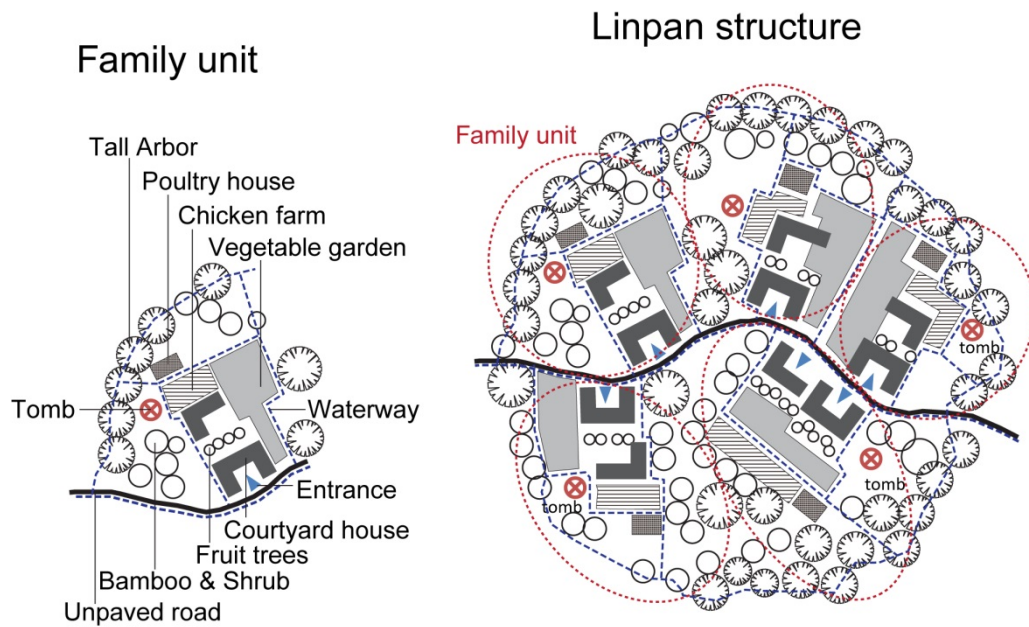 Family unit
Tall Arbor
Poultry house
Chicken farm
Vegetable garden
Tomb
Waterway
Entrance
Courtyard house
Fruit trees
Bamboo & Shrub
Unpaved road
Linpan structure
Family unit
tomb
tomb
tomb